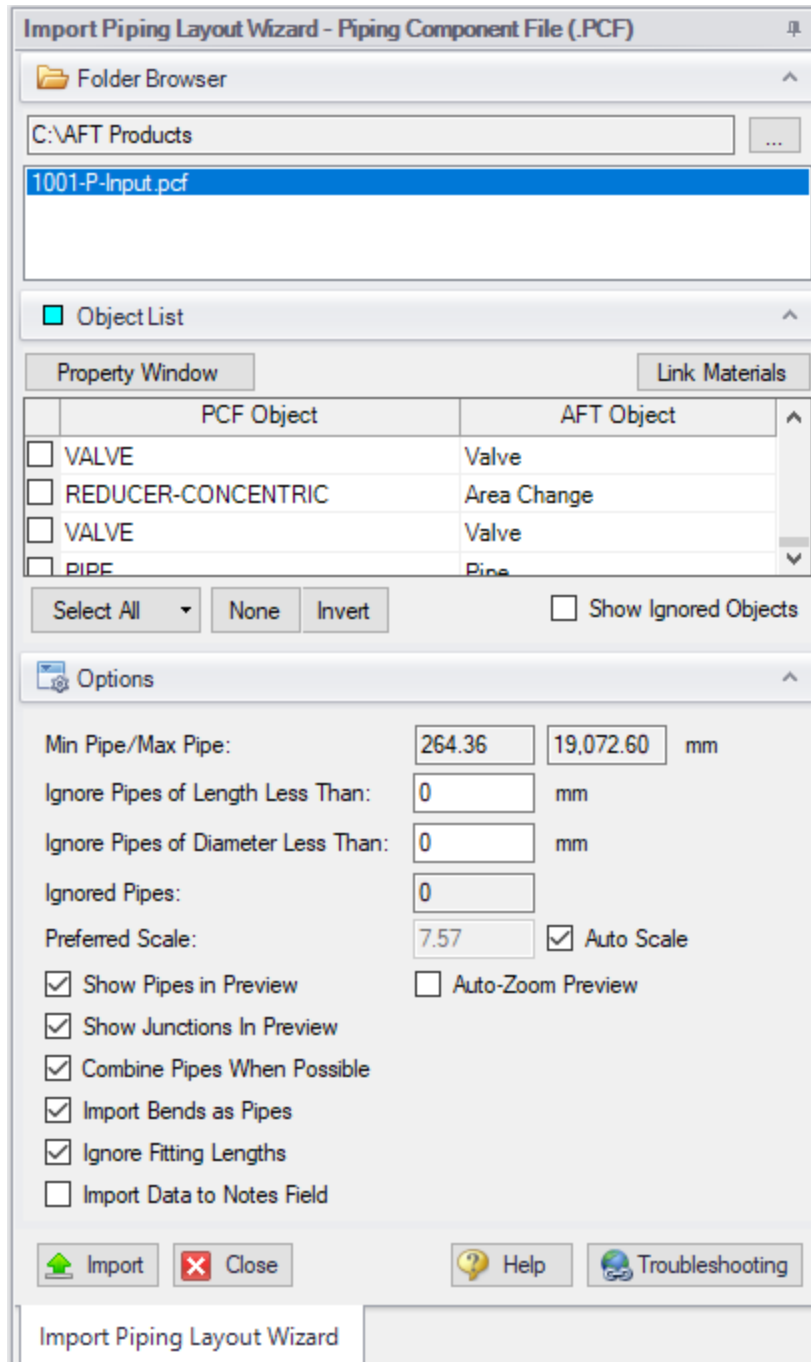 Import Piping Layout Wizard - Piping Component File (.PCF)
Folder Browser
C:\AFT Products
...
1001-P-Input.pcf
Object List
Property Window Link Materials
PCF Object AFT Object
VALVE Valve
REDUCER-CONCENTRIC Area Change
VALVE Valve
PIPE Pipe
Select All None Invert Show Ignored Objects
Options
Min Pipe/Max Pipe: 264.36 19,072.60 mm
Ignore Pipes of Length Less Than: 0 mm
Ignore Pipes of Diameter Less Than: 0 mm
Ignored Pipes: 0
Preferred Scale: 7.57 Auto Scale
Show Pipes in Preview Auto-Zoom Preview
Show Junctions In Preview
Combine Pipes When Possible
Import Bends as Pipes
Ignore Fitting Lengths
Import Data to Notes Field
Import Close Help Troubleshooting
Import Piping Layout Wizard